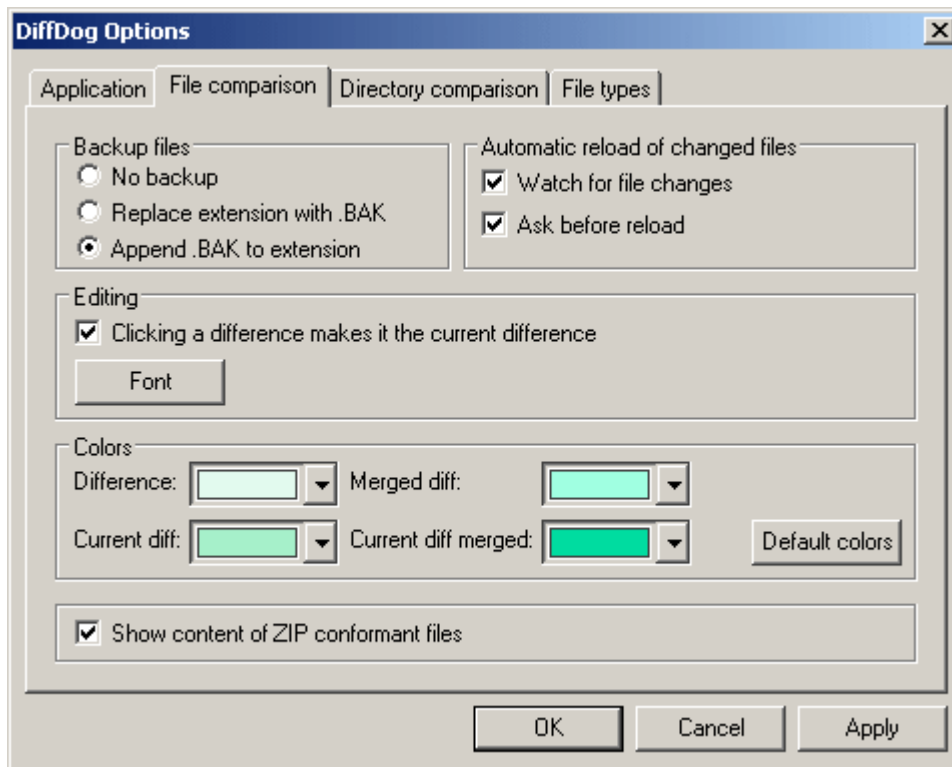 DiffDog Options
Application File comparison Directory comparison File types
Backup files
No backup
Replace extension with .BAK
Append .BAK to extension
Automatic reload of changed files
Watch for file changes
Ask before reload
Editing
Clicking a difference makes it the current difference
Font
Colors
Difference: Merged diff:
Current diff: Current diff merged: Default colors
Show content of ZIP conformant files
OK Cancel Apply